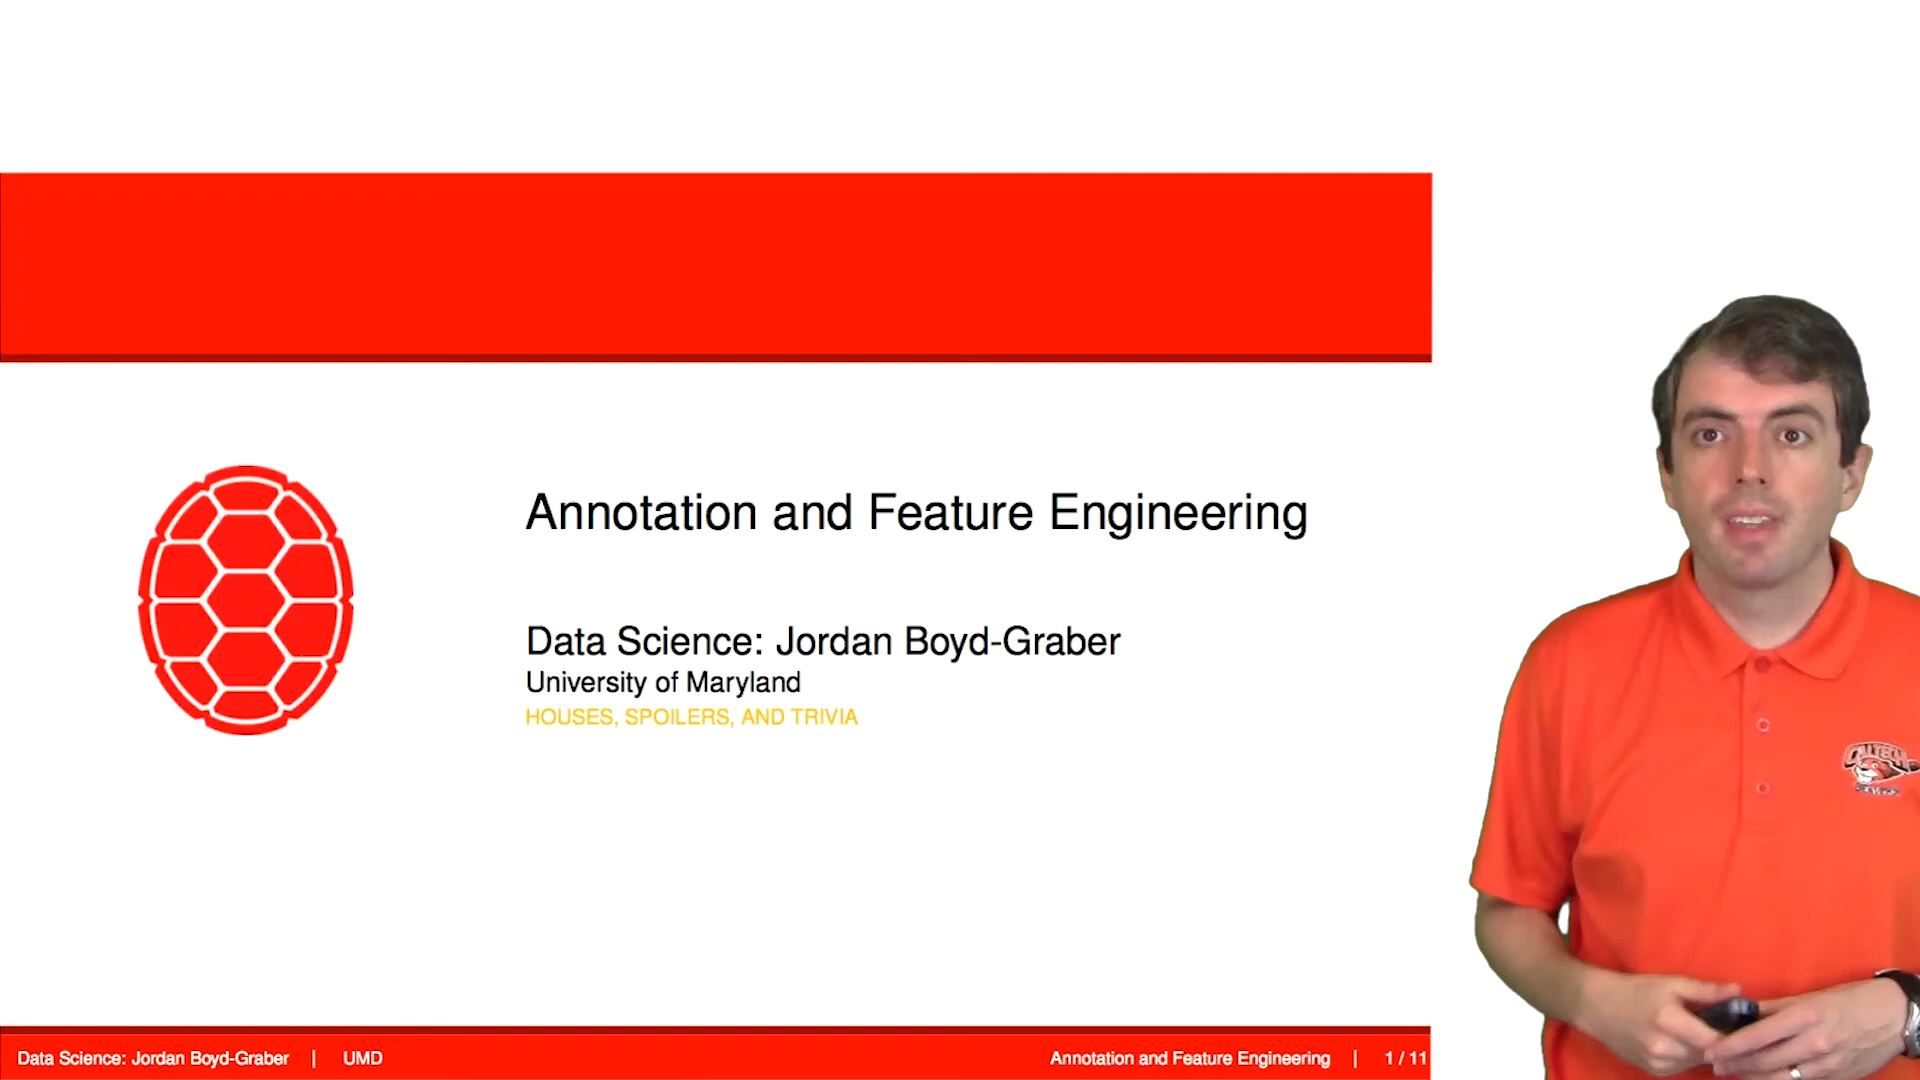 Annotation and Feature Engineering
Data Science: Jordan Boyd-Graber
University of Maryland
HOUSES, SPOILERS, AND TRIVIA
CALTECH
Data Science: Jordan Boyd-Graber | UMD
Annotation and Feature Engineering | 1 / 11